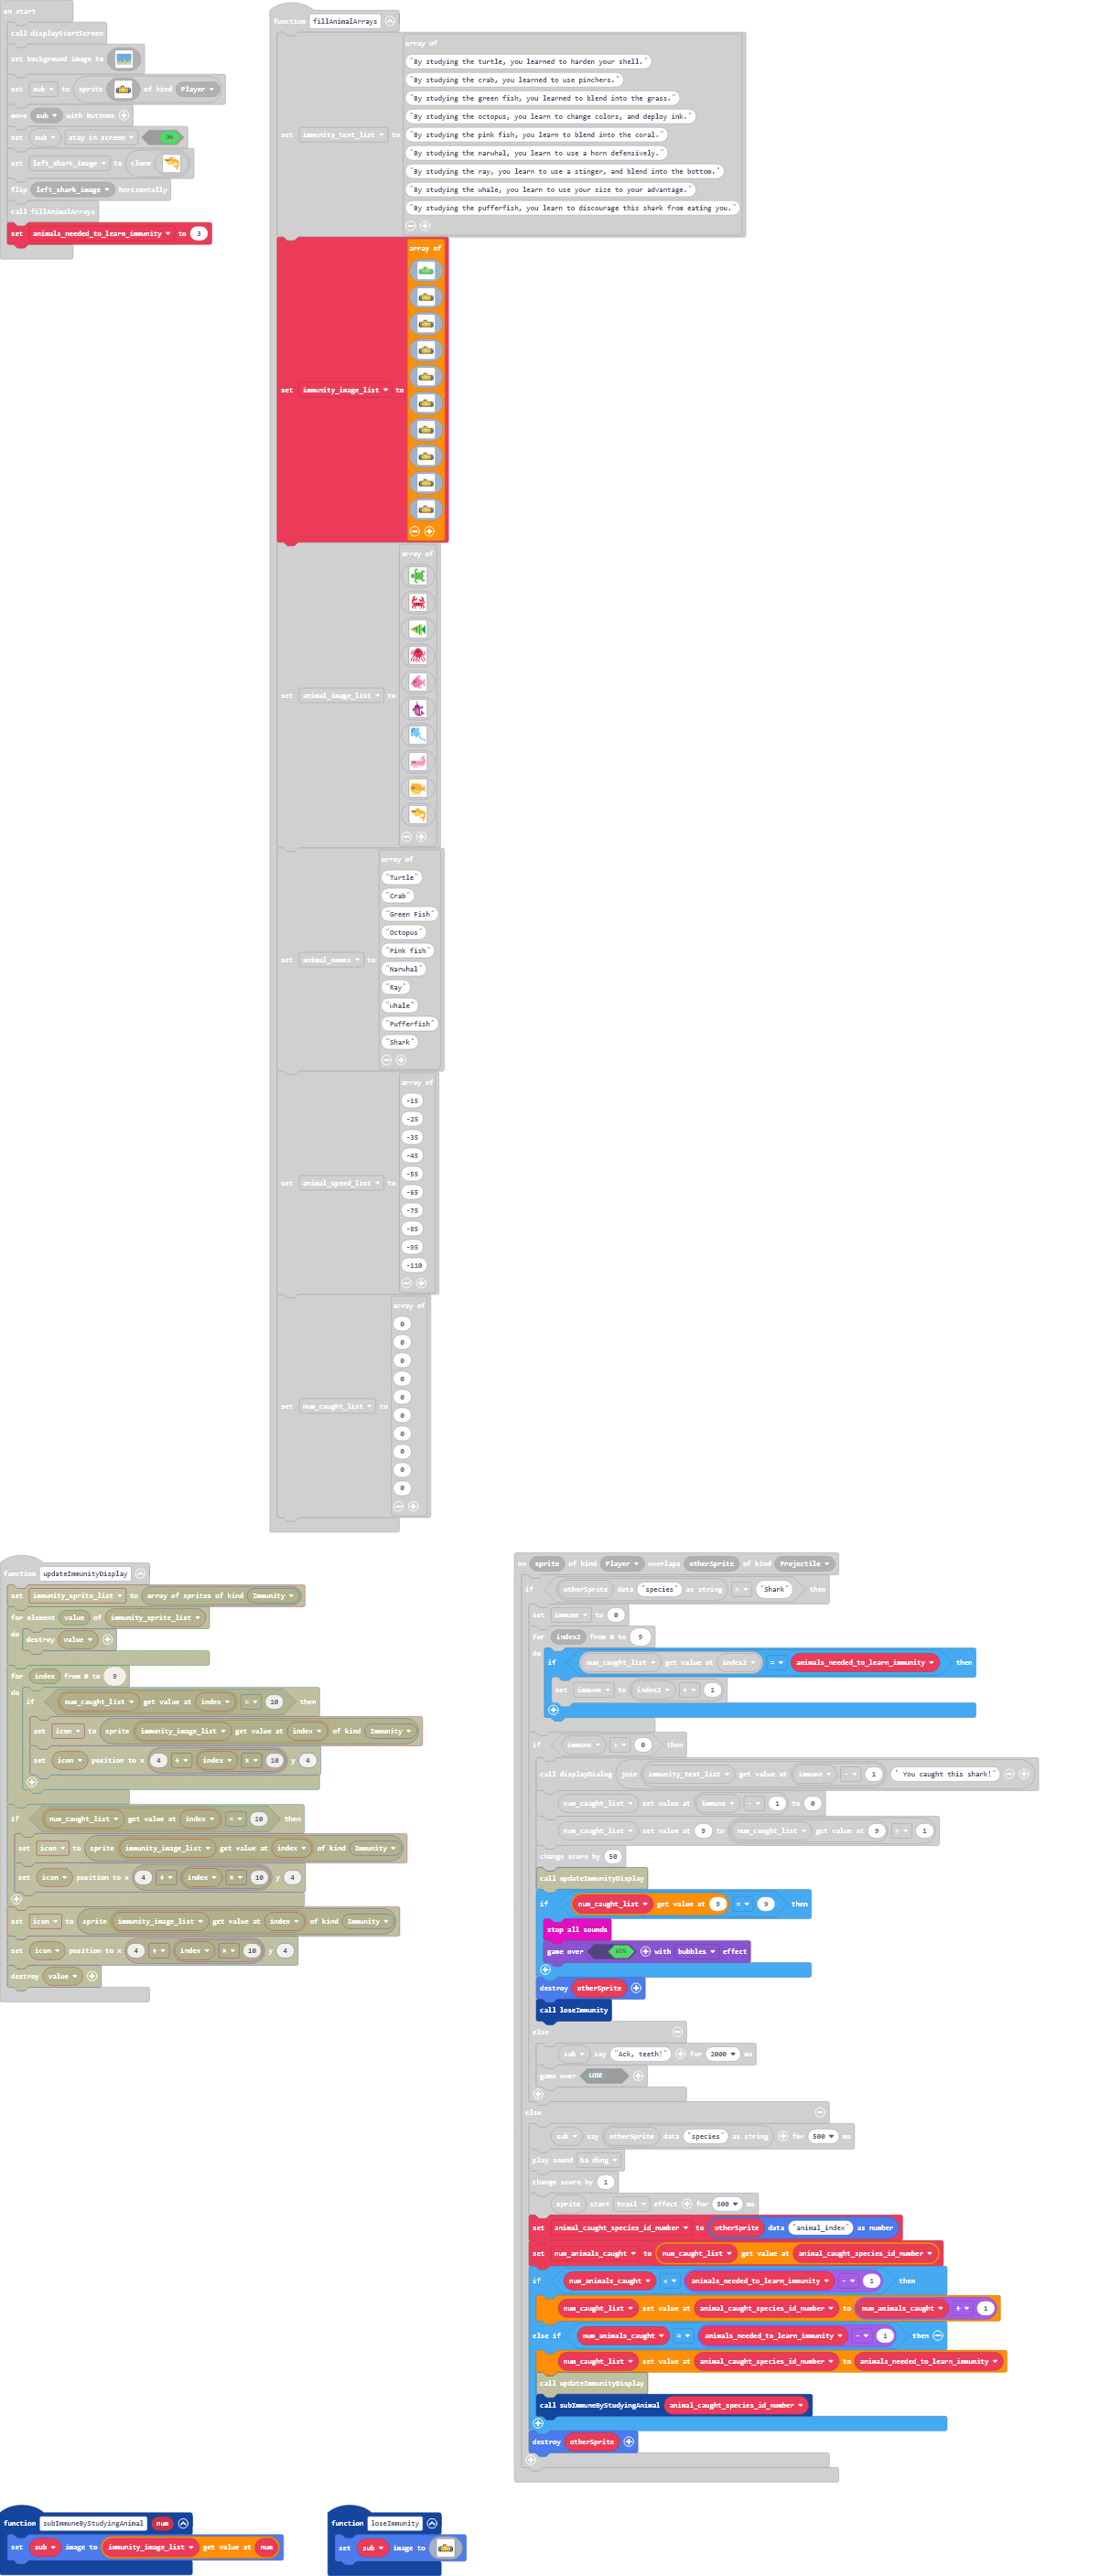 on start
call displayStartScreen
set background image to
set sub to sprite of kind Player
move sub with buttons
set sub stay in screen ON
set left_shark_image to clone
flip left_shark_image horizontally
call fillAnimalArrays
set animals_needed_to_learn_immunity to 3
function fillAnimalArrays
set immunity_text_list to
array of
"By studying the turtle, you learned to harden your shell."
"By studying the crab, you learned to use pinchers."
"By studying the green fish, you learned to blend into the grass."
"By studying the octopus, you learn to change colors, and deploy ink."
"By studying the pink fish, you learn to blend into the coral."
"By studying the narwhal, you learn to use a horn defensively."
"By studying the ray, you learn to use a stinger, and blend into the bottom."
"By studying the whale, you learn to use your size to your advantage."
"By studying the pufferfish, you learn to discourage this shark from eating you."
set immunity_image_list to
array of
set animal_image_list to
array of
set animal_names to
array of
"Turtle"
"Crab"
"Green Fish"
"Octopus"
"Pink fish"
"Narwhal"
"Ray"
"Whale"
"Pufferfish"
"Shark"
set animal_speed_list to
array of
-15
-25
-35
-45
-55
-65
-75
-85
-95
-110
set num_caught_list to
array of
0
0
0
0
0
0
0
0
0
0
function updateImmunityDisplay
set immunity_sprite_list to array of sprites of kind Immunity
for element value of immunity_sprite_list
do
destroy value
for index from 0 to 9
do
if num_caught_list get value at index = 10 then
set icon to sprite immunity_image_list get value at index of kind Immunity
set icon position to x 4 + index × 10 y 4
if num_caught_list get value at index = 10 then
set icon to sprite immunity_image_list get value at index of kind Immunity
set icon position to x 4 + index × 10 y 4
set icon to sprite immunity_image_list get value at index of kind Immunity
set icon position to x 4 + index × 10 y 4
destroy value
on sprite of kind Player overlaps otherSprite of kind Projectile
if otherSprite data "species" as string = "Shark" then
set immune to 0
for index2 from 0 to 9
do
if num_caught_list get value at index2 = animals_needed_to_learn_immunity then
set immune to index2 + 1
if immune > 0 then
call displayDialog join immunity_text_list get value at immune - 1 " You caught this shark!"
num_caught_list set value at immune - 1 to 0
num_caught_list set value at 9 to num_caught_list get value at 9 + 1
change score by 50
call updateImmunityDisplay
if num_caught_list get value at 9 = 9 then
stop all sounds
game over WIN with bubbles effect
destroy otherSprite
call loseImmunity
else
sub say "Ack, teeth!" for 2000 ms
game over LOSE
else
sub say otherSprite data "species" as string for 500 ms
play sound ba ding
change score by 1
sprite start trail effect for 500 ms
set animal_caught_species_id_number to otherSprite data "animal_index" as number
set num_animals_caught to num_caught_list get value at animal_caught_species_id_number
if num_animals_caught < animals_needed_to_learn_immunity - 1 then
num_caught_list set value at animal_caught_species_id_number to num_animals_caught + 1
else if num_animals_caught = animals_needed_to_learn_immunity - 1 then
num_caught_list set value at animal_caught_species_id_number to animals_needed_to_learn_immunity
call updateImmunityDisplay
call subImmuneByStudyingAnimal animal_caught_species_id_number
destroy otherSprite
function subImmuneByStudyingAnimal num
set sub image to immunity_image_list get value at num
function loseImmunity
set sub image to